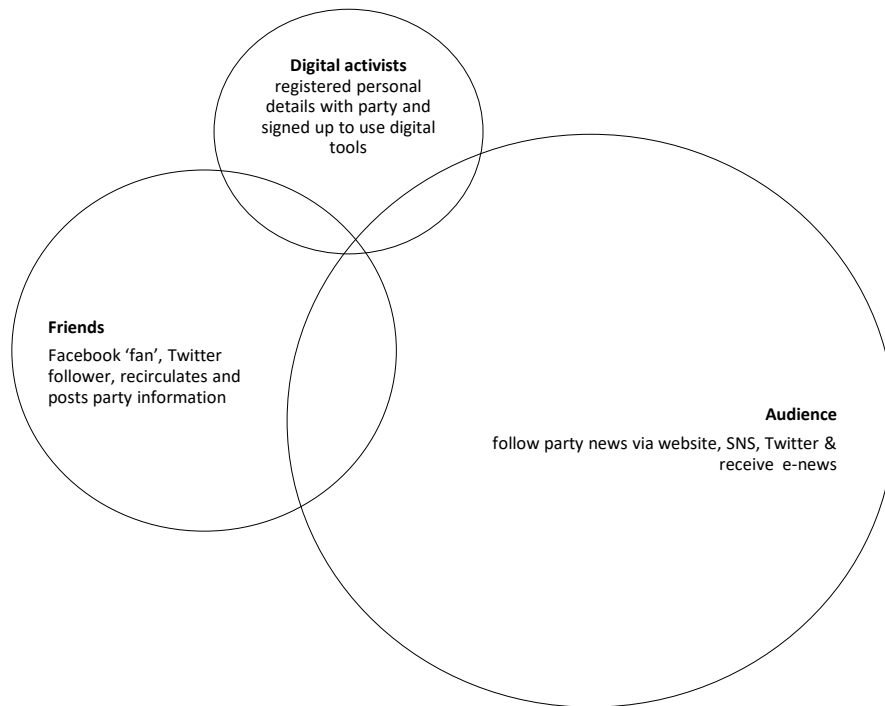 Digital activists
registered personal
details with party and
signed up to use digital
tools
Friends
Facebook ‘fan’, Twitter
follower, recirculates and
posts party information
Audience
follow party news via website, SNS, Twitter &
receive e-news